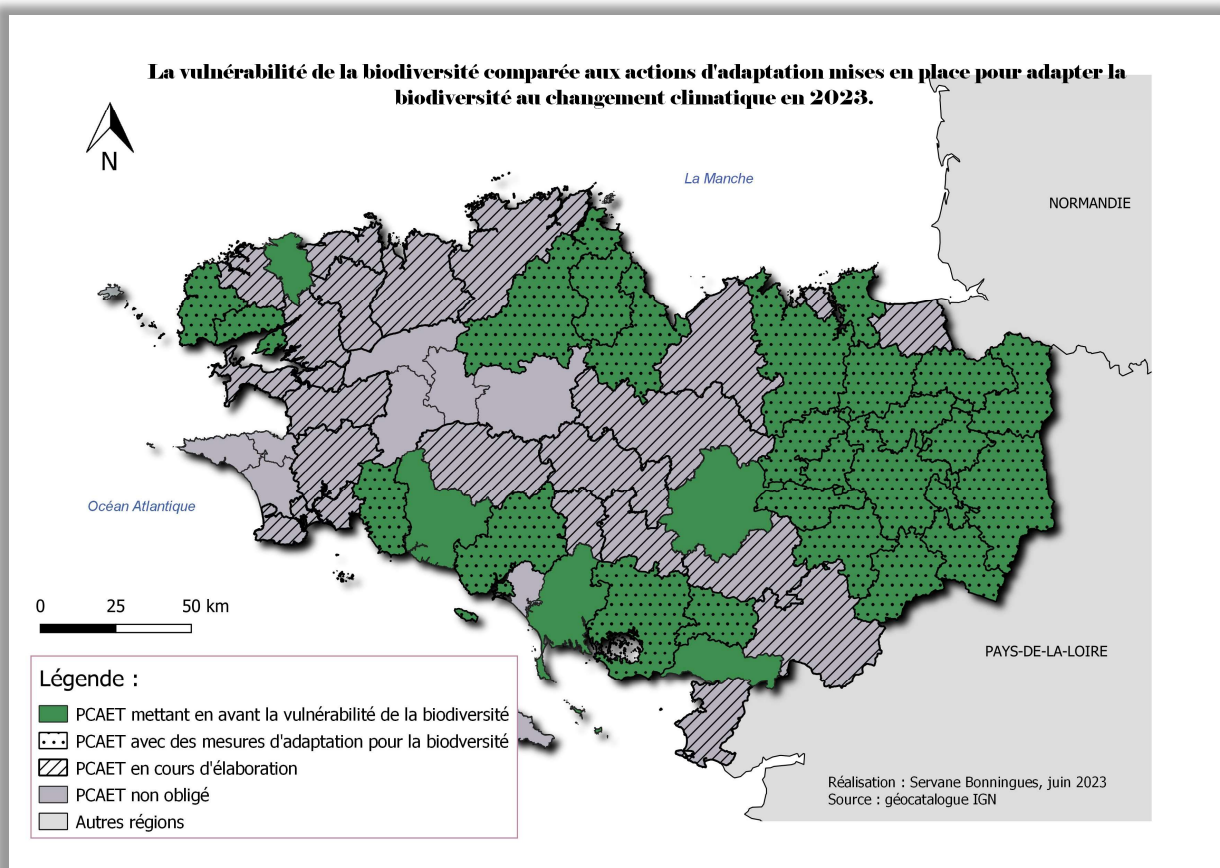 La vulnérabilité de la biodiversité comparée aux actions d'adaptation mises en place pour adapter la
biodiversité au changement climatique en 2023.
N
La Manche
NORMANDIE
Océan Atlantique
0 25 50 km
PAYS-DE-LA-LOIRE
Légende :
PCAET mettant en avant la vulnérabilité de la biodiversité
PCAET avec des mesures d'adaptation pour la biodversité
PCAET en cours d'élaboration
PCAET non obligé
Autres régions
Réalisation : Servane Bonningues, juin 2023
Source : géocatalogue IGN